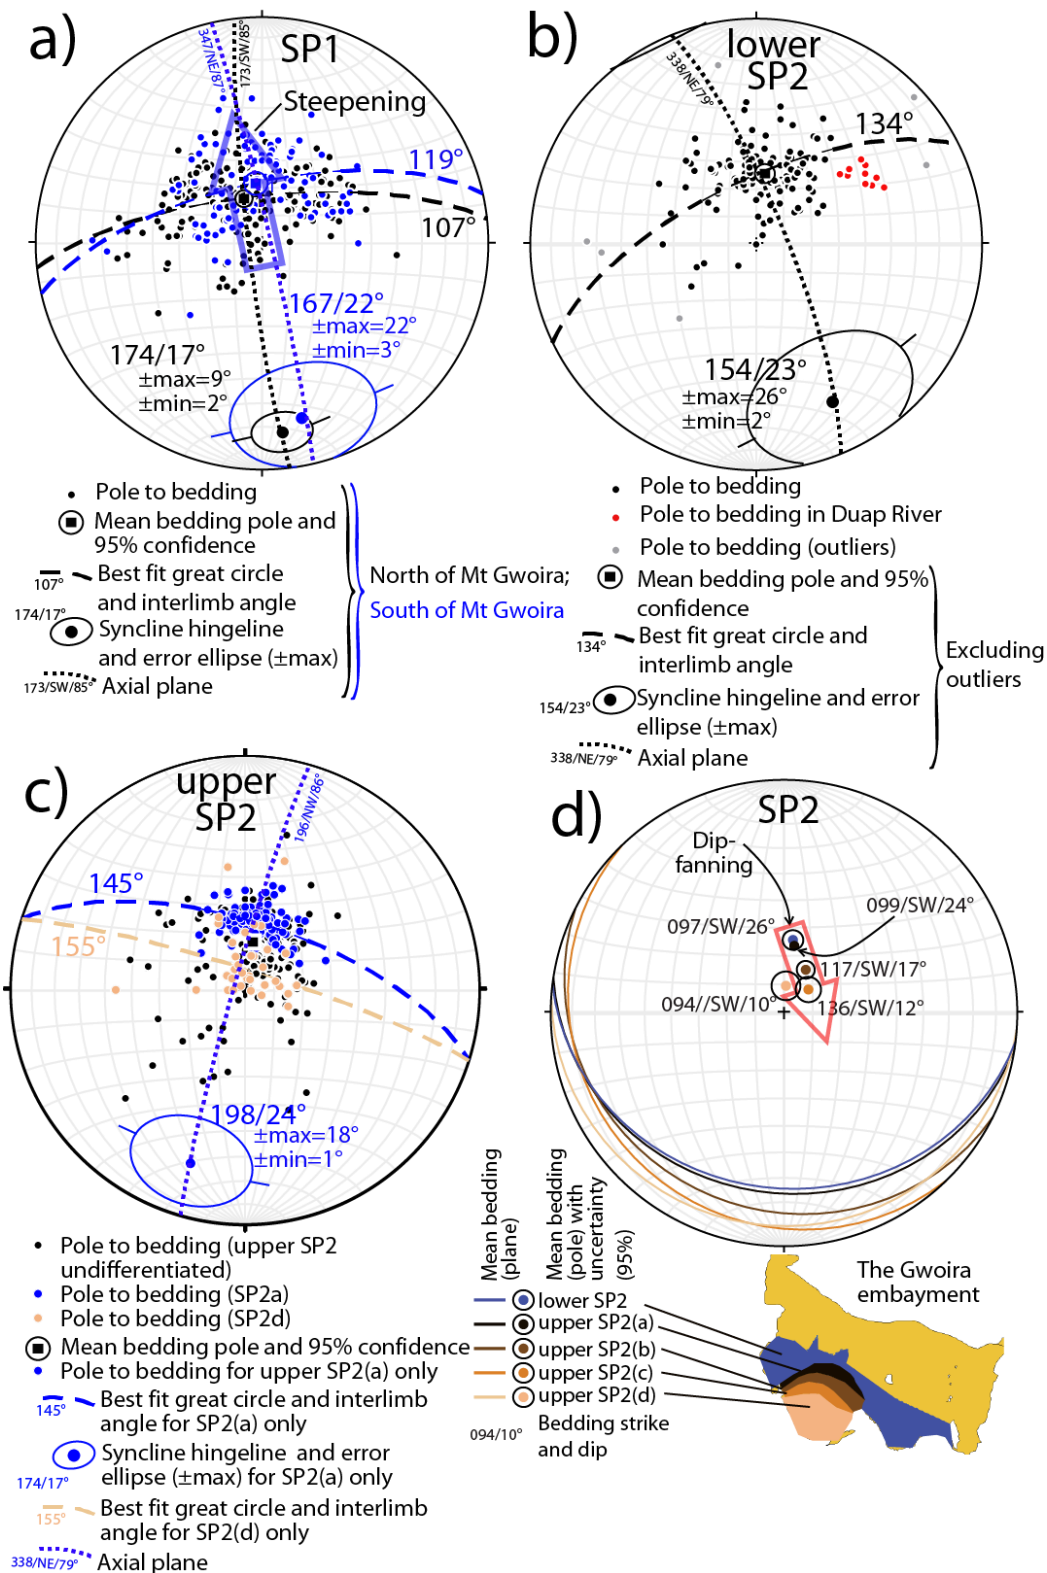 a)
SP1
347/NE/87°
173/SW/85°
Steepening
119°
107°
167/22°
±max=22°
±min=3°
174/17°
±max=9°
±min=2°
Pole to bedding
Mean bedding pole and
95% confidence
107°
Best fit great circle
and interlimb angle
174/17°
Syncline hingeline
and error ellipse (±max)
173/SW/85°
Axial plane
North of Mt Gwoira;
South of Mt Gwoira
b)
lower
SP2
338/NE/79°
134°
154/23°
±max=26°
±min=2°
Pole to bedding
Pole to bedding in Duap River
Pole to bedding (outliers)
Mean bedding pole and 95%
confidence
134°
Best fit great circle and
interlimb angle
154/23°
Syncline hingeline and error
ellipse (±max)
338/NE/79°
Axial plane
Excluding
outliers
c)
upper
SP2
196/NW/86°
145°
155°
198/24°
±max=18°
±min=1°
Pole to bedding (upper SP2
undifferentiated)
Pole to bedding (SP2a)
Pole to bedding (SP2d)
Mean bedding pole and 95% confidence
Pole to bedding for upper SP2(a) only
145°
Best fit great circle and interlimb
angle for SP2(a) only
174/17°
Syncline hingeline and error
ellipse (±max) for SP2(a) only
155°
Best fit great circle and interlimb
angle for SP2(d) only
338/NE/79°
Axial plane
d)
SP2
Dip-
fanning
097/SW/26°
099/SW/24°
117/SW/17°
094//SW/10°
136/SW/12°
Mean bedding
(plane)
Mean bedding
(pole) with
uncertainty
(95%)
lower SP2
upper SP2(a)
upper SP2(b)
upper SP2(c)
upper SP2(d)
094/10°
Bedding strike
and dip
The Gwoira
embayment